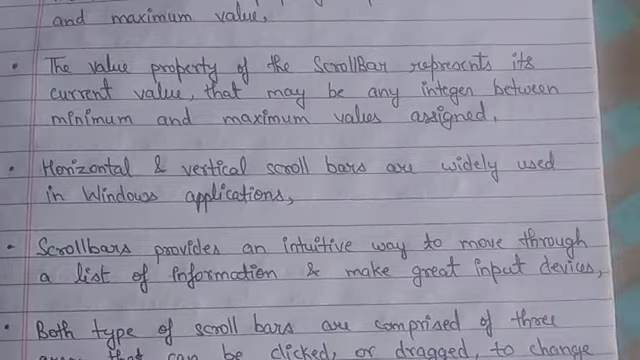 and maximum value,
• The value property of the ScrollBar represents its
current value, that may be any integer between
minimum and maximum values assigned.
• Horizontal & vertical scroll bars are widely used
in Windows applications,
• Scrollbars provides an intuitive way to move through
a list of information & make great input devices,
• Both type of scroll bars are comprised of three
areas that can be clicked, or dragged, to change